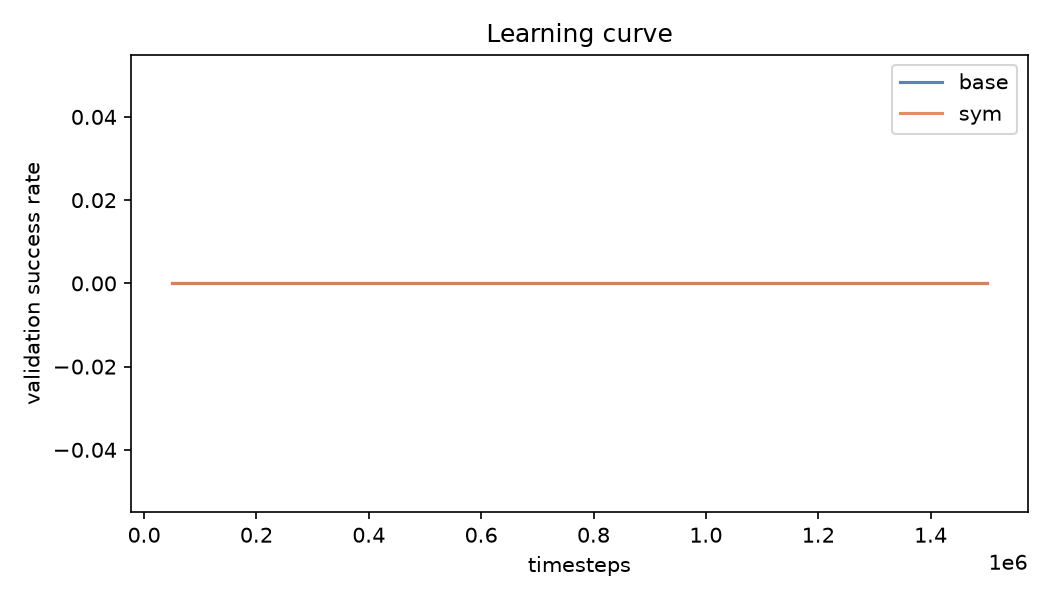 Learning curve
base
sym
validation success rate
0.04
0.02
0.00
−0.02
−0.04
0.0 0.2 0.4 0.6 0.8 1.0 1.2 1.4
1e6
timesteps